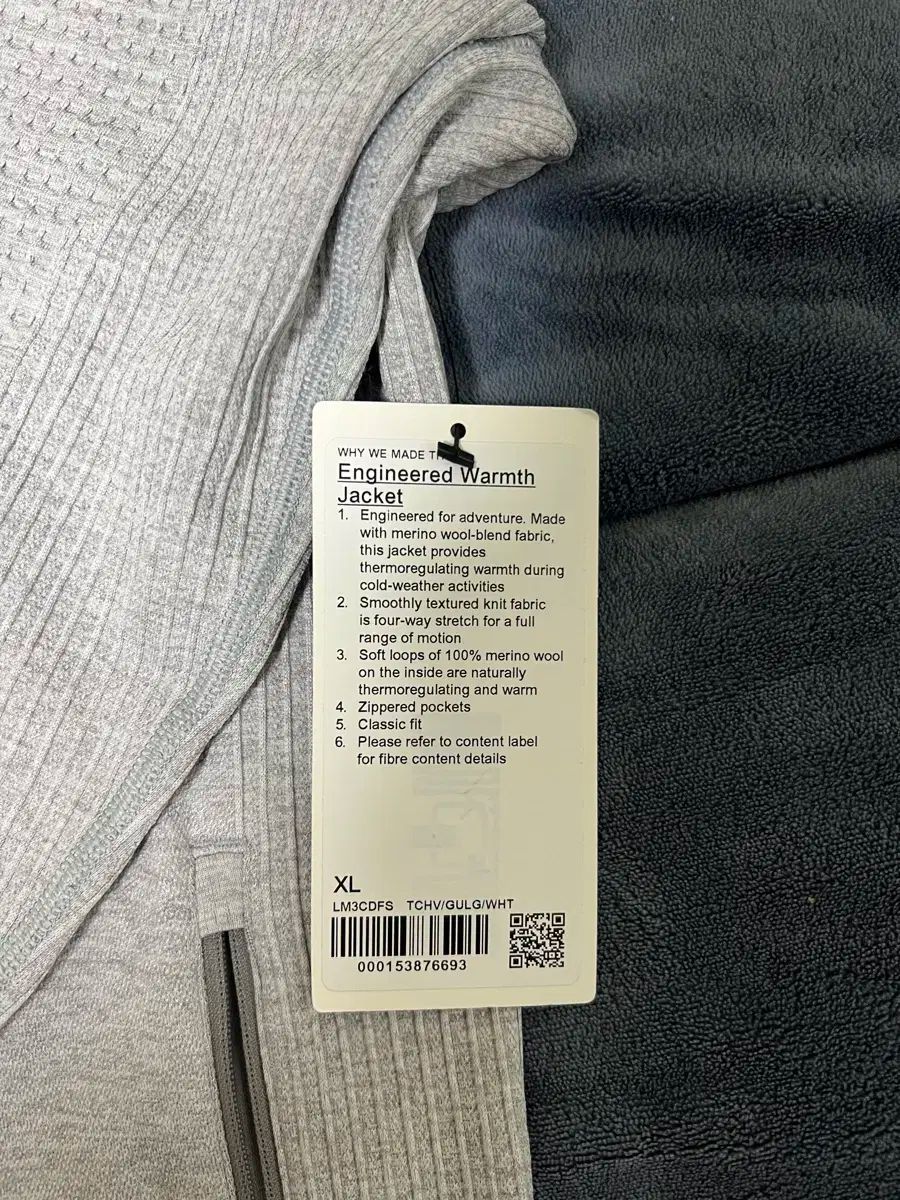 WHY WE MADE
Engineered Warmth
Jacket
1. Engineered for adventure. Made
with merino wool-blend fabric,
this jacket provides
thermoregulating warmth during
cold-weather activities
2. Smoothly textured knit fabric
is four-way stretch for a full
range of motion
3. Soft loops of 100% merino wool
on the inside are naturally
thermoregulating and warm
4. Zippered pockets
5. Classic fit
6. Please refer to content label
for fibre content details
XL
LM3CDFS TCHV/GULG/WHT
000153876693